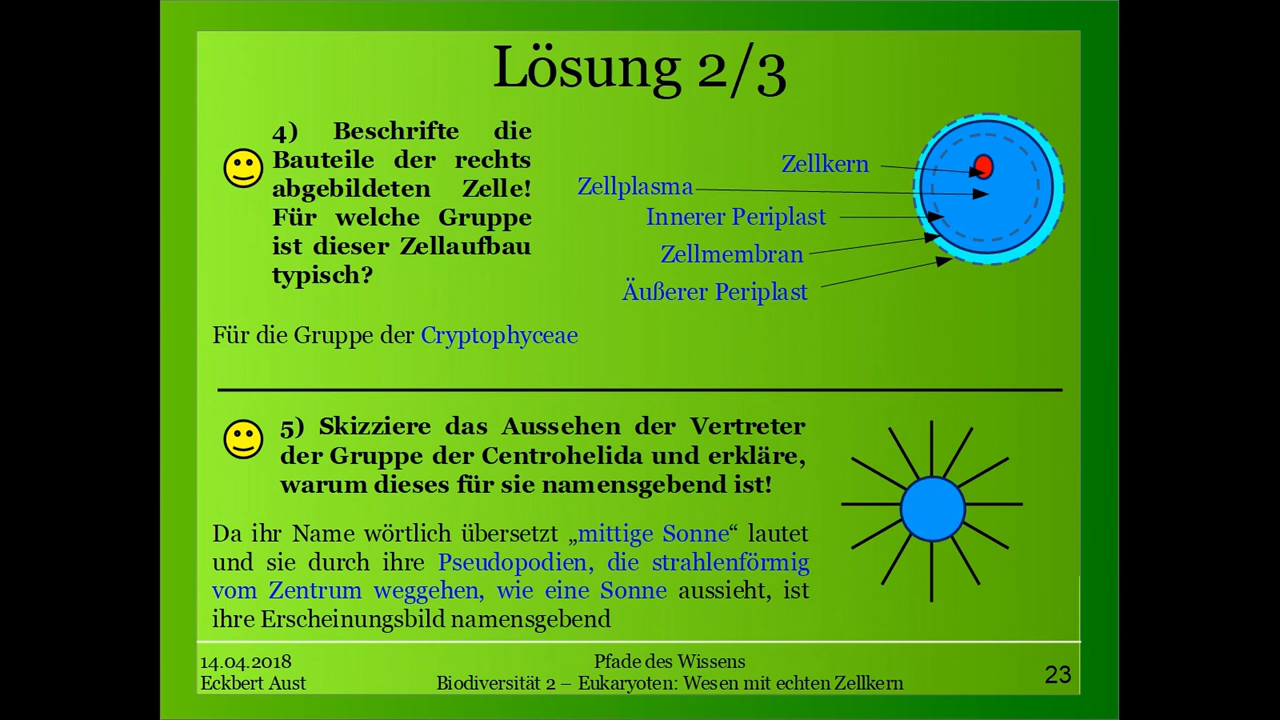 Lösung 2/3
4) Beschrifte die
Bauteile der rechts
abgebildeten Zelle!
Für welche Gruppe
ist dieser Zellaufbau
typisch?
Zellkern
Zellplasma
Innerer Periplast
Zellmembran
Äußerer Periplast
Für die Gruppe der Cryptophyceae
5) Skizziere das Aussehen der Vertreter
der Gruppe der Centrohelida und erkläre,
warum dieses für sie namensgebend ist!
Da ihr Name wörtlich übersetzt „mittige Sonne“ lautet
und sie durch ihre Pseudopodien, die strahlenförmig
vom Zentrum weggehen, wie eine Sonne aussieht, ist
ihre Erscheinungsbild namensgebend
14.04.2018
Eckbert Aust
Pfade des Wissens
Biodiversität 2 – Eukaryoten: Wesen mit echten Zellkern
23